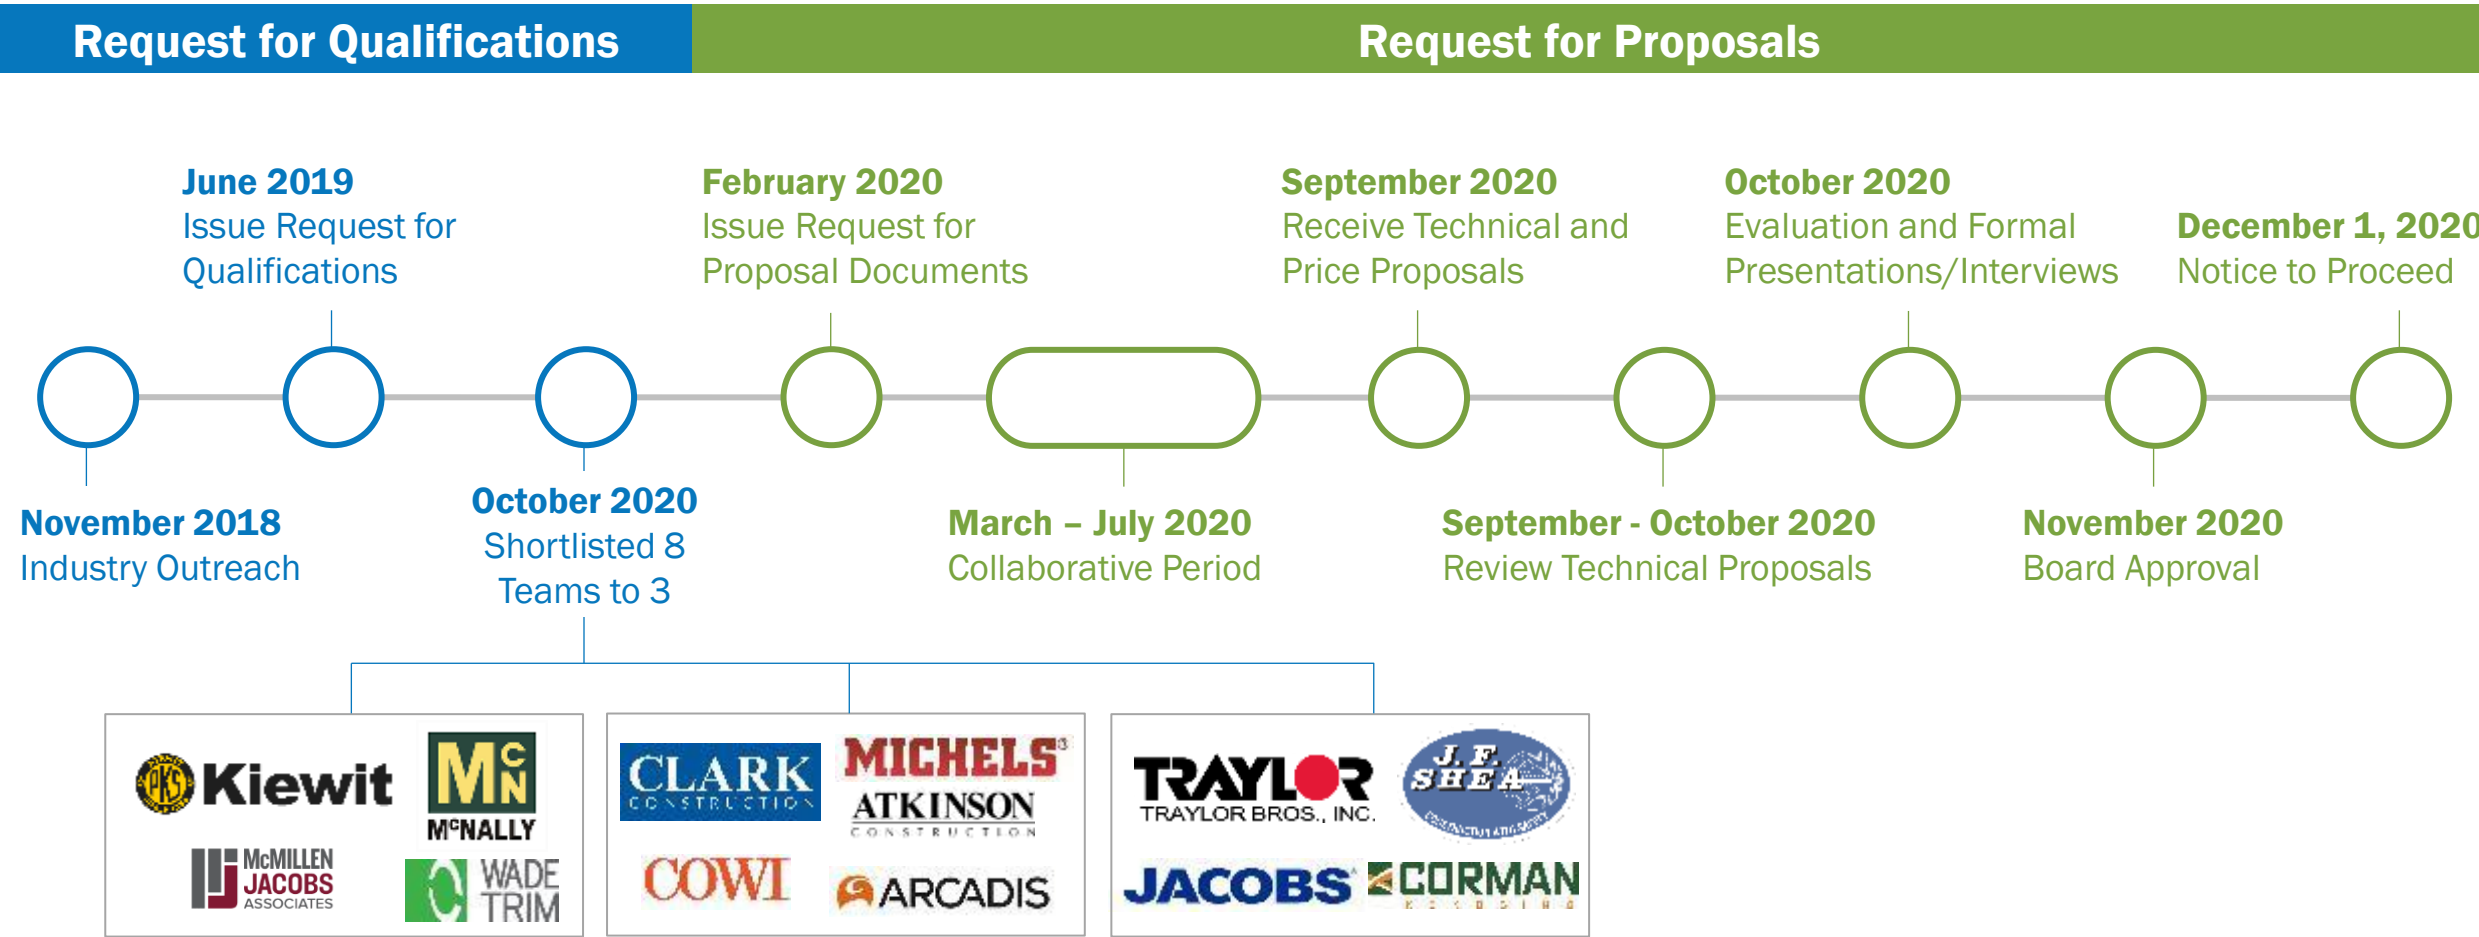 Request for Qualifications
Request for Proposals
June 2019
Issue Request for
Qualifications
February 2020
Issue Request for
Proposal Documents
September 2020
Receive Technical and
Price Proposals
October 2020
Evaluation and Formal
Presentations/Interviews
December 1, 2020
Notice to Proceed
November 2018
Industry Outreach
October 2020
Shortlisted 8
Teams to 3
March – July 2020
Collaborative Period
September - October 2020
Review Technical Proposals
November 2020
Board Approval
PKS Kiewit
McN
McNALLY
McMILLEN
JACOBS
ASSOCIATES
WADE
TRIM
CLARK
CONSTRUCTION
MICHELS®
ATKINSON
CONSTRUCTION
COWI
ARCADIS
TRAYLOR
TRAYLOR BROS., INC.
J.F.
SHEA
JACOBS
CORMAN
KOKOSING